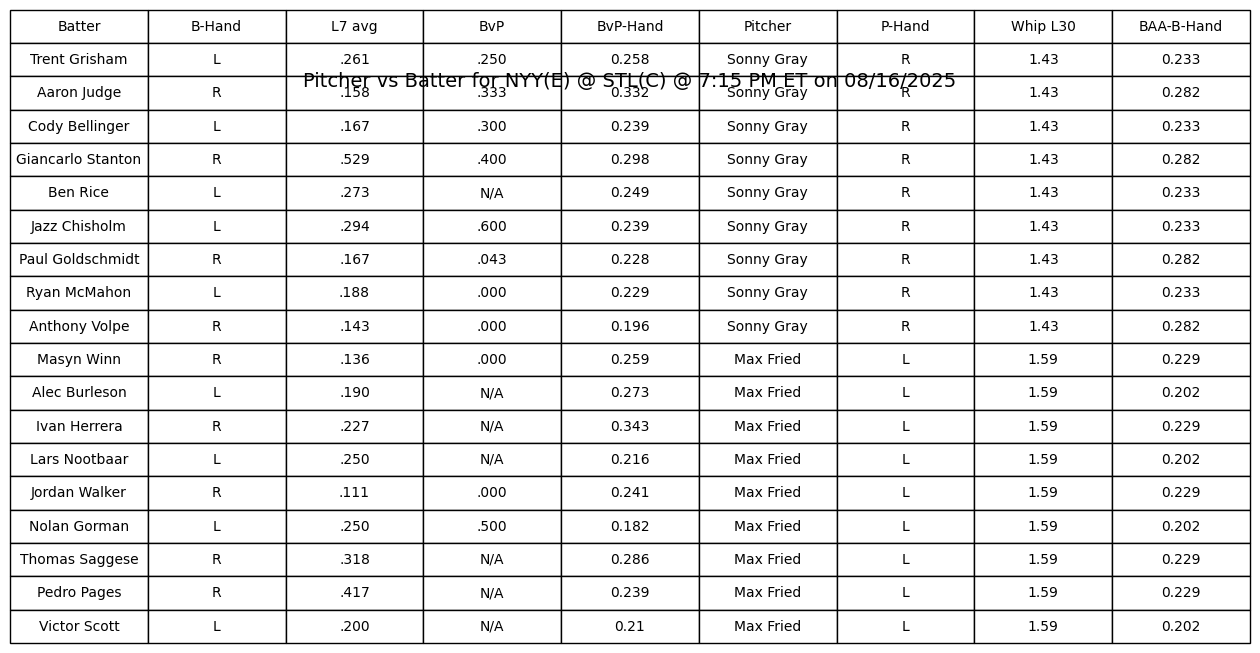 Batter B-Hand L7 avg BvP BvP-Hand Pitcher P-Hand Whip L30 BAA-B-Hand
Trent Grisham L .261 .250 0.258 Sonny Gray R 1.43 0.233
Pitcher vs Batter for NYY(E) @ STL(C) @ 7:15 PM ET on 08/16/2025
Aaron Judge R .158 .333 0.332 Sonny Gray R 1.43 0.282
Cody Bellinger L .167 .300 0.239 Sonny Gray R 1.43 0.233
Giancarlo Stanton R .529 .400 0.298 Sonny Gray R 1.43 0.282
Ben Rice L .273 N/A 0.249 Sonny Gray R 1.43 0.233
Jazz Chisholm L .294 .600 0.239 Sonny Gray R 1.43 0.233
Paul Goldschmidt R .167 .043 0.228 Sonny Gray R 1.43 0.282
Ryan McMahon L .188 .000 0.229 Sonny Gray R 1.43 0.233
Anthony Volpe R .143 .000 0.196 Sonny Gray R 1.43 0.282
Masyn Winn R .136 .000 0.259 Max Fried L 1.59 0.229
Alec Burleson L .190 N/A 0.273 Max Fried L 1.59 0.202
Ivan Herrera R .227 N/A 0.343 Max Fried L 1.59 0.229
Lars Nootbaar L .250 N/A 0.216 Max Fried L 1.59 0.202
Jordan Walker R .111 .000 0.241 Max Fried L 1.59 0.229
Nolan Gorman L .250 .500 0.182 Max Fried L 1.59 0.202
Thomas Saggese R .318 N/A 0.286 Max Fried L 1.59 0.229
Pedro Pages R .417 N/A 0.239 Max Fried L 1.59 0.229
Victor Scott L .200 N/A 0.21 Max Fried L 1.59 0.202